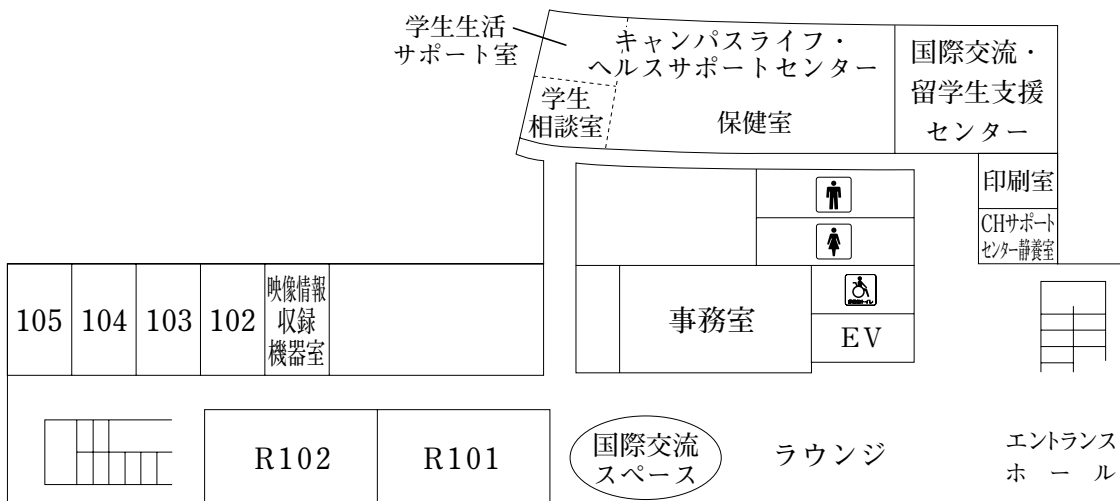 学生生活
サポート室
キャンパスライフ・
ヘルスサポートセンター
国際交流・
留学生支援
センター
学生
相談室
保健室
印刷室
CHサポート
センター静養室
105
104
103
102
映像情報
収録
機器室
事務室
EV
R102
R101
国際交流
スペース
ラウンジ
エントランス
ホール